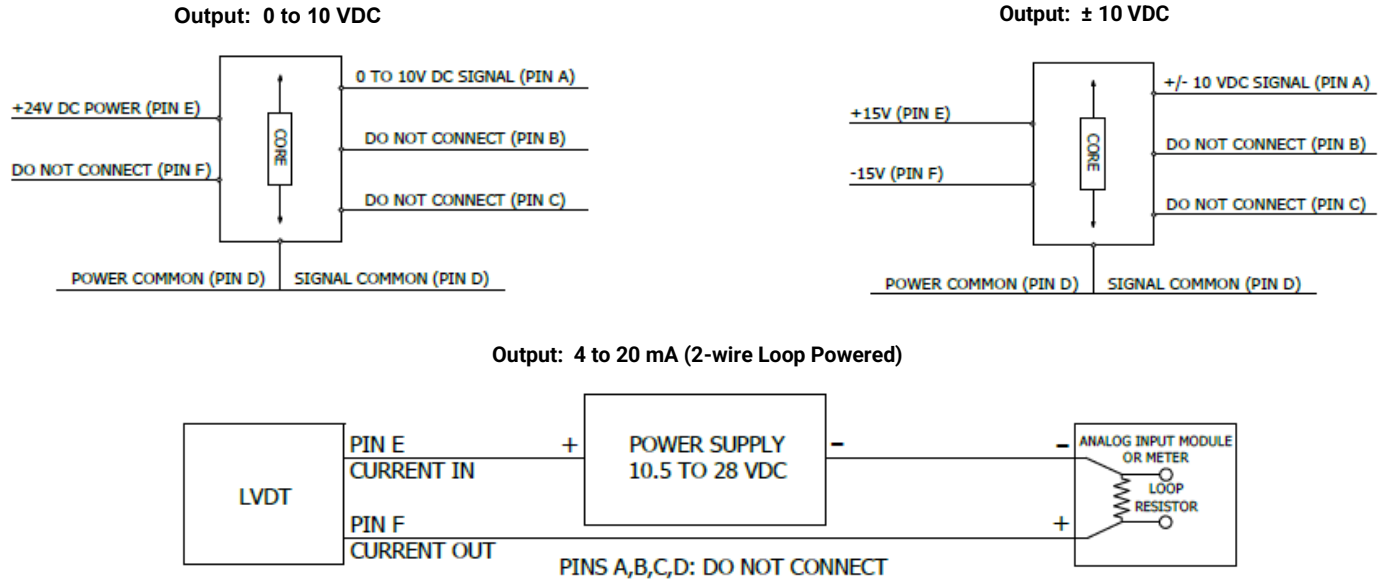 Output: 0 to 10 VDC
0 TO 10V DC SIGNAL (PIN A)
+24V DC POWER (PIN E)
DO NOT CONNECT (PIN B)
CORE
DO NOT CONNECT (PIN F)
DO NOT CONNECT (PIN C)
POWER COMMON (PIN D)
SIGNAL COMMON (PIN D)
Output: ± 10 VDC
+/- 10 VDC SIGNAL (PIN A)
+15V (PIN E)
DO NOT CONNECT (PIN B)
CORE
-15V (PIN F)
DO NOT CONNECT (PIN C)
POWER COMMON (PIN D)
SIGNAL COMMON (PIN D)
Output: 4 to 20 mA (2-wire Loop Powered)
LVDT
PIN E
CURRENT IN
PIN F
CURRENT OUT
+
POWER SUPPLY
10.5 TO 28 VDC
-
-
ANALOG INPUT MODULE
OR METER
LOOP
RESISTOR
+
PINS A,B,C,D: DO NOT CONNECT